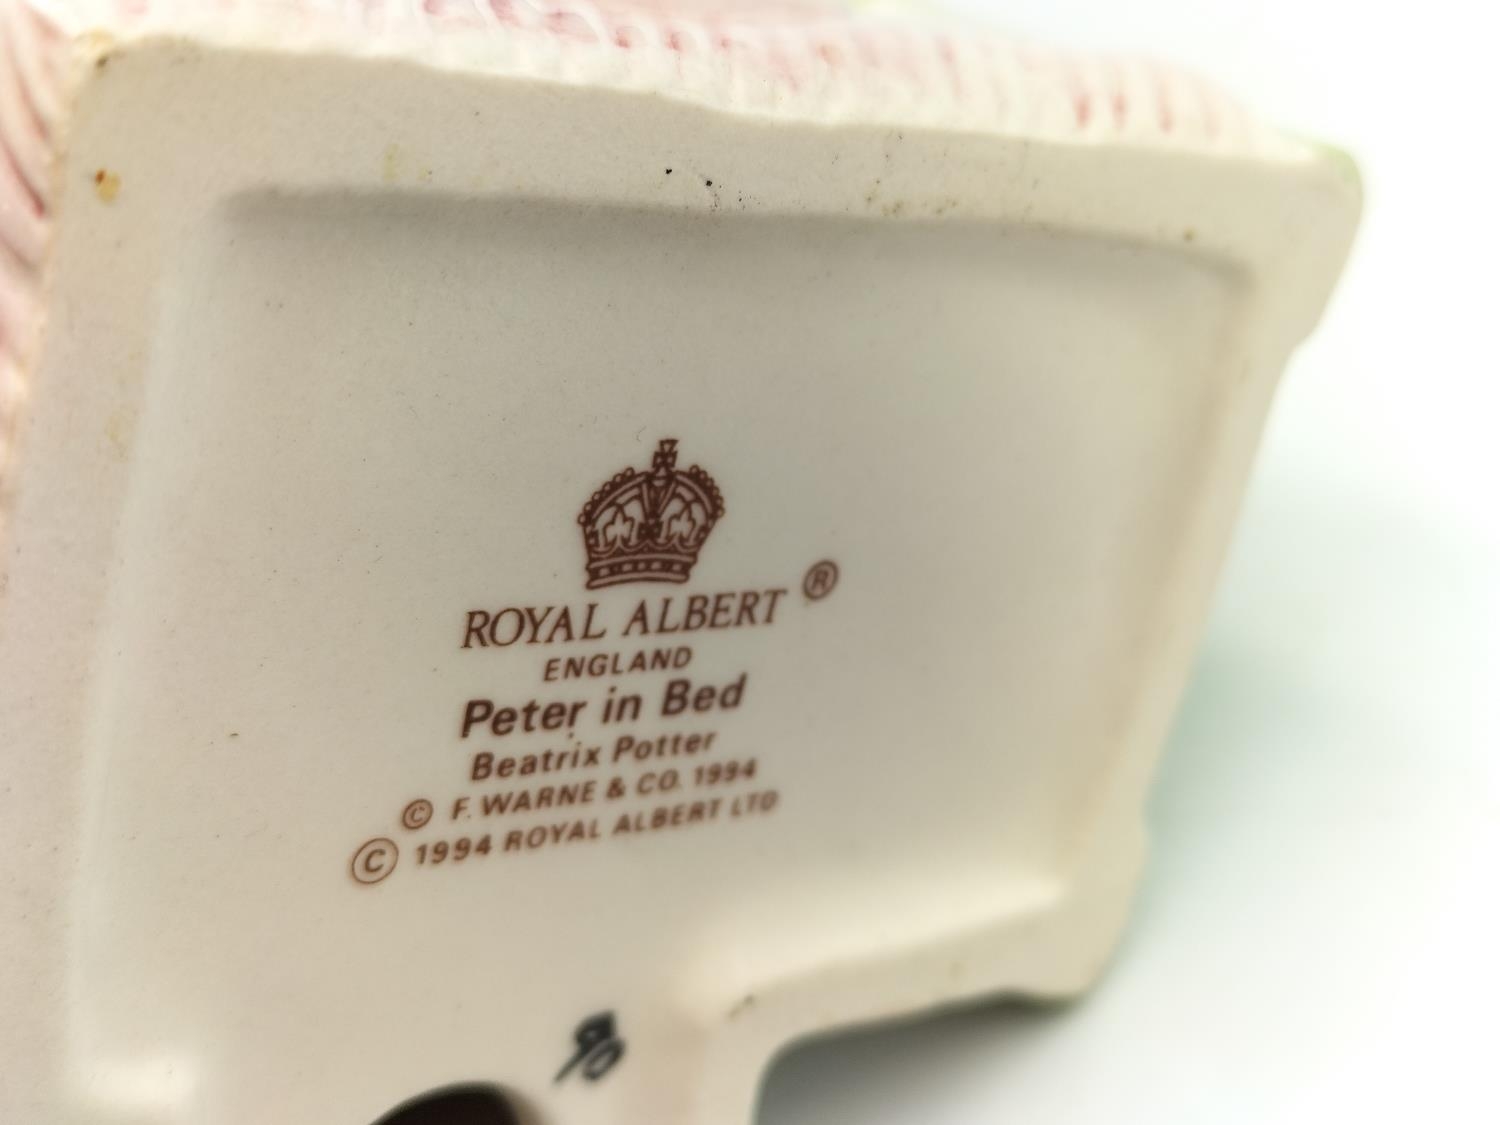 ROYAL ALBERT ®
ENGLAND
Peter in Bed
Beatrix Potter
© F. WARNE & CO. 1994
© 1994 ROYAL ALBERT LTD